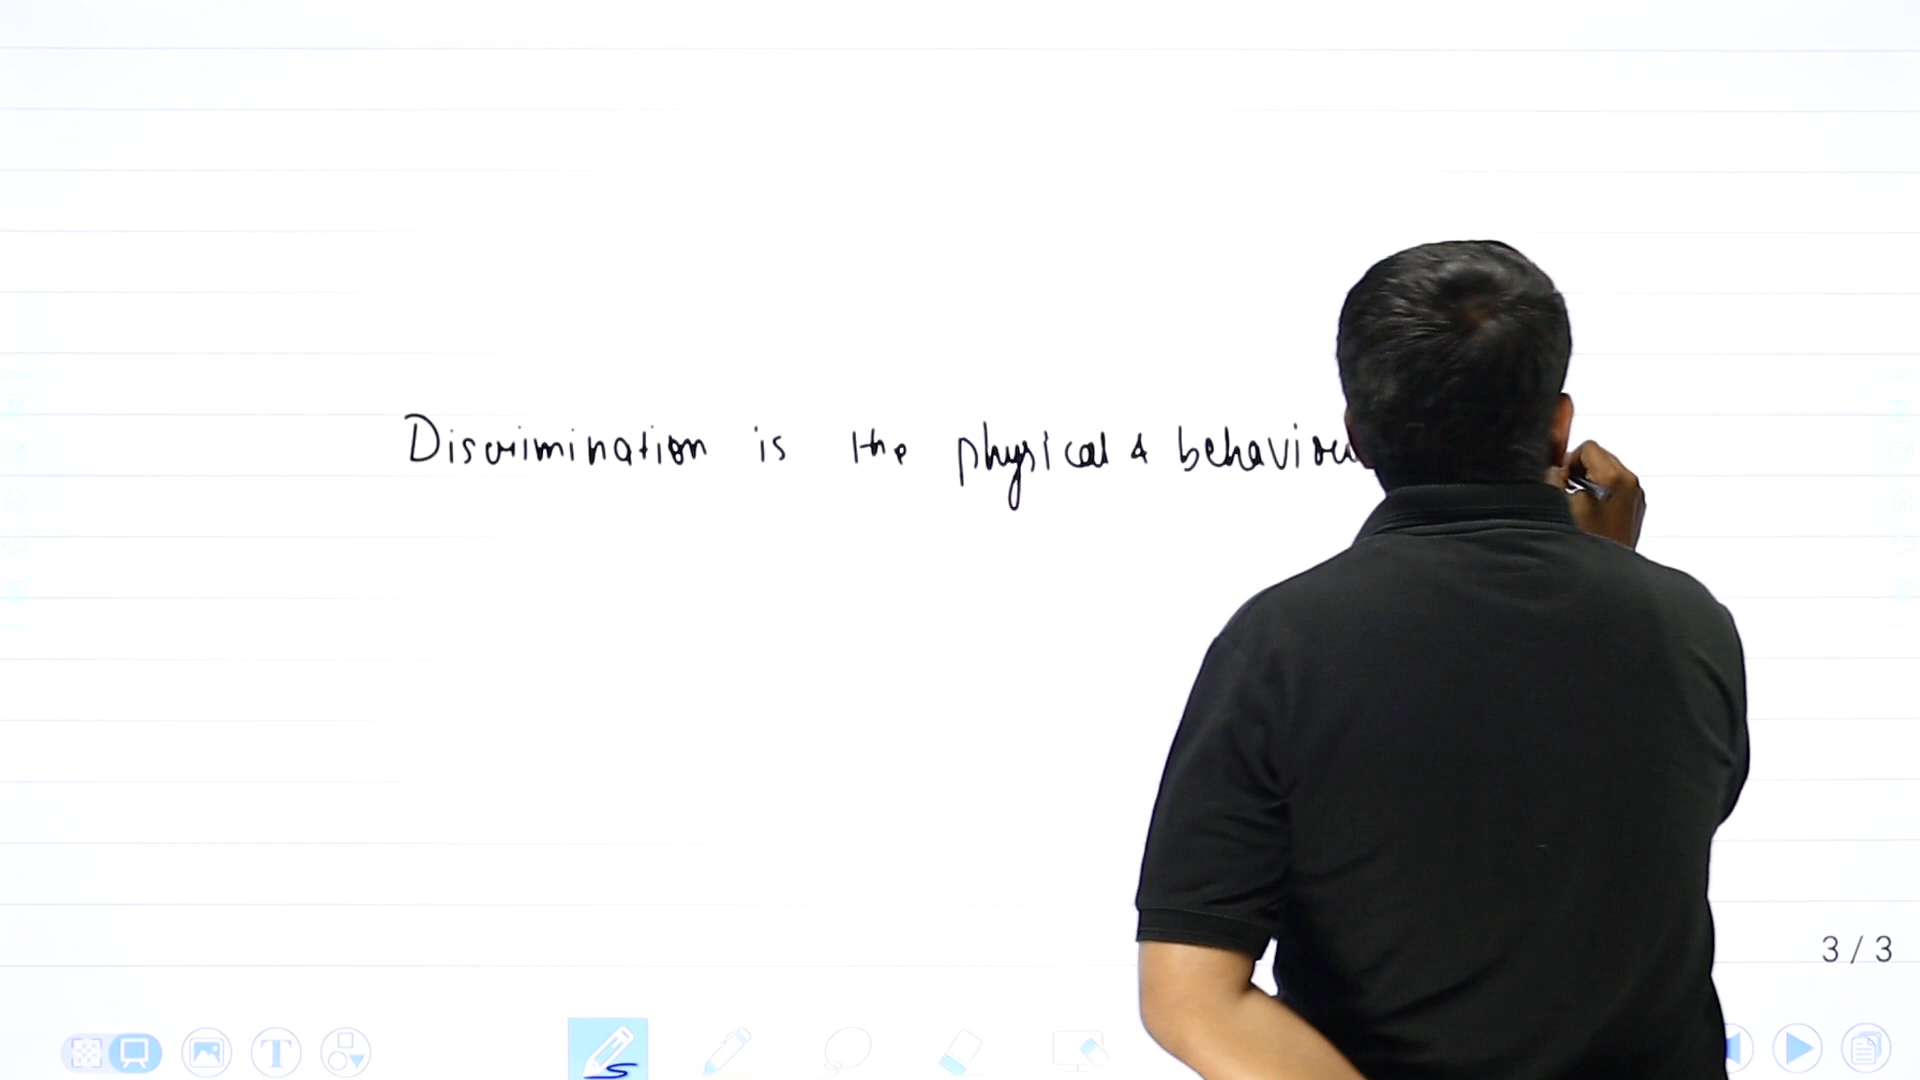 Discrimination is the physical & behaviou
3 / 3
T